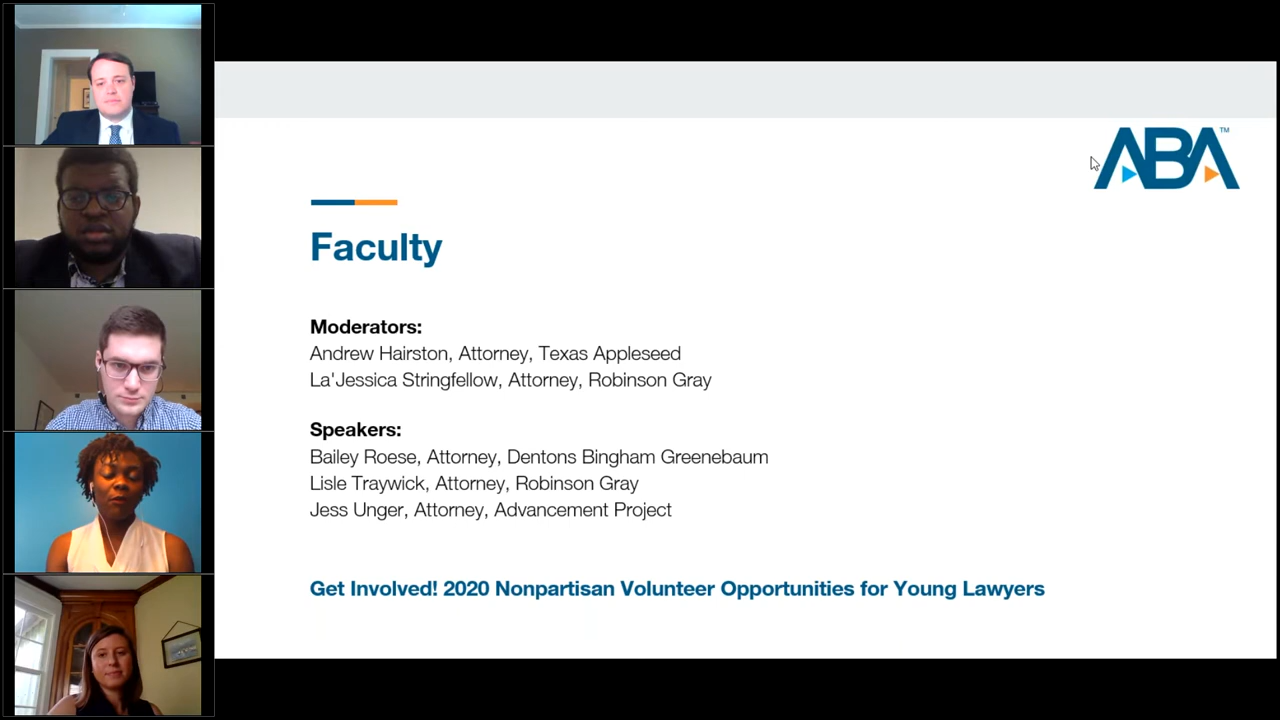 ABA™
Faculty
Moderators:
Andrew Hairston, Attorney, Texas Appleseed
La'Jessica Stringfellow, Attorney, Robinson Gray
Speakers:
Bailey Roese, Attorney, Dentons Bingham Greenebaum
Lisle Traywick, Attorney, Robinson Gray
Jess Unger, Attorney, Advancement Project
Get Involved! 2020 Nonpartisan Volunteer Opportunities for Young Lawyers